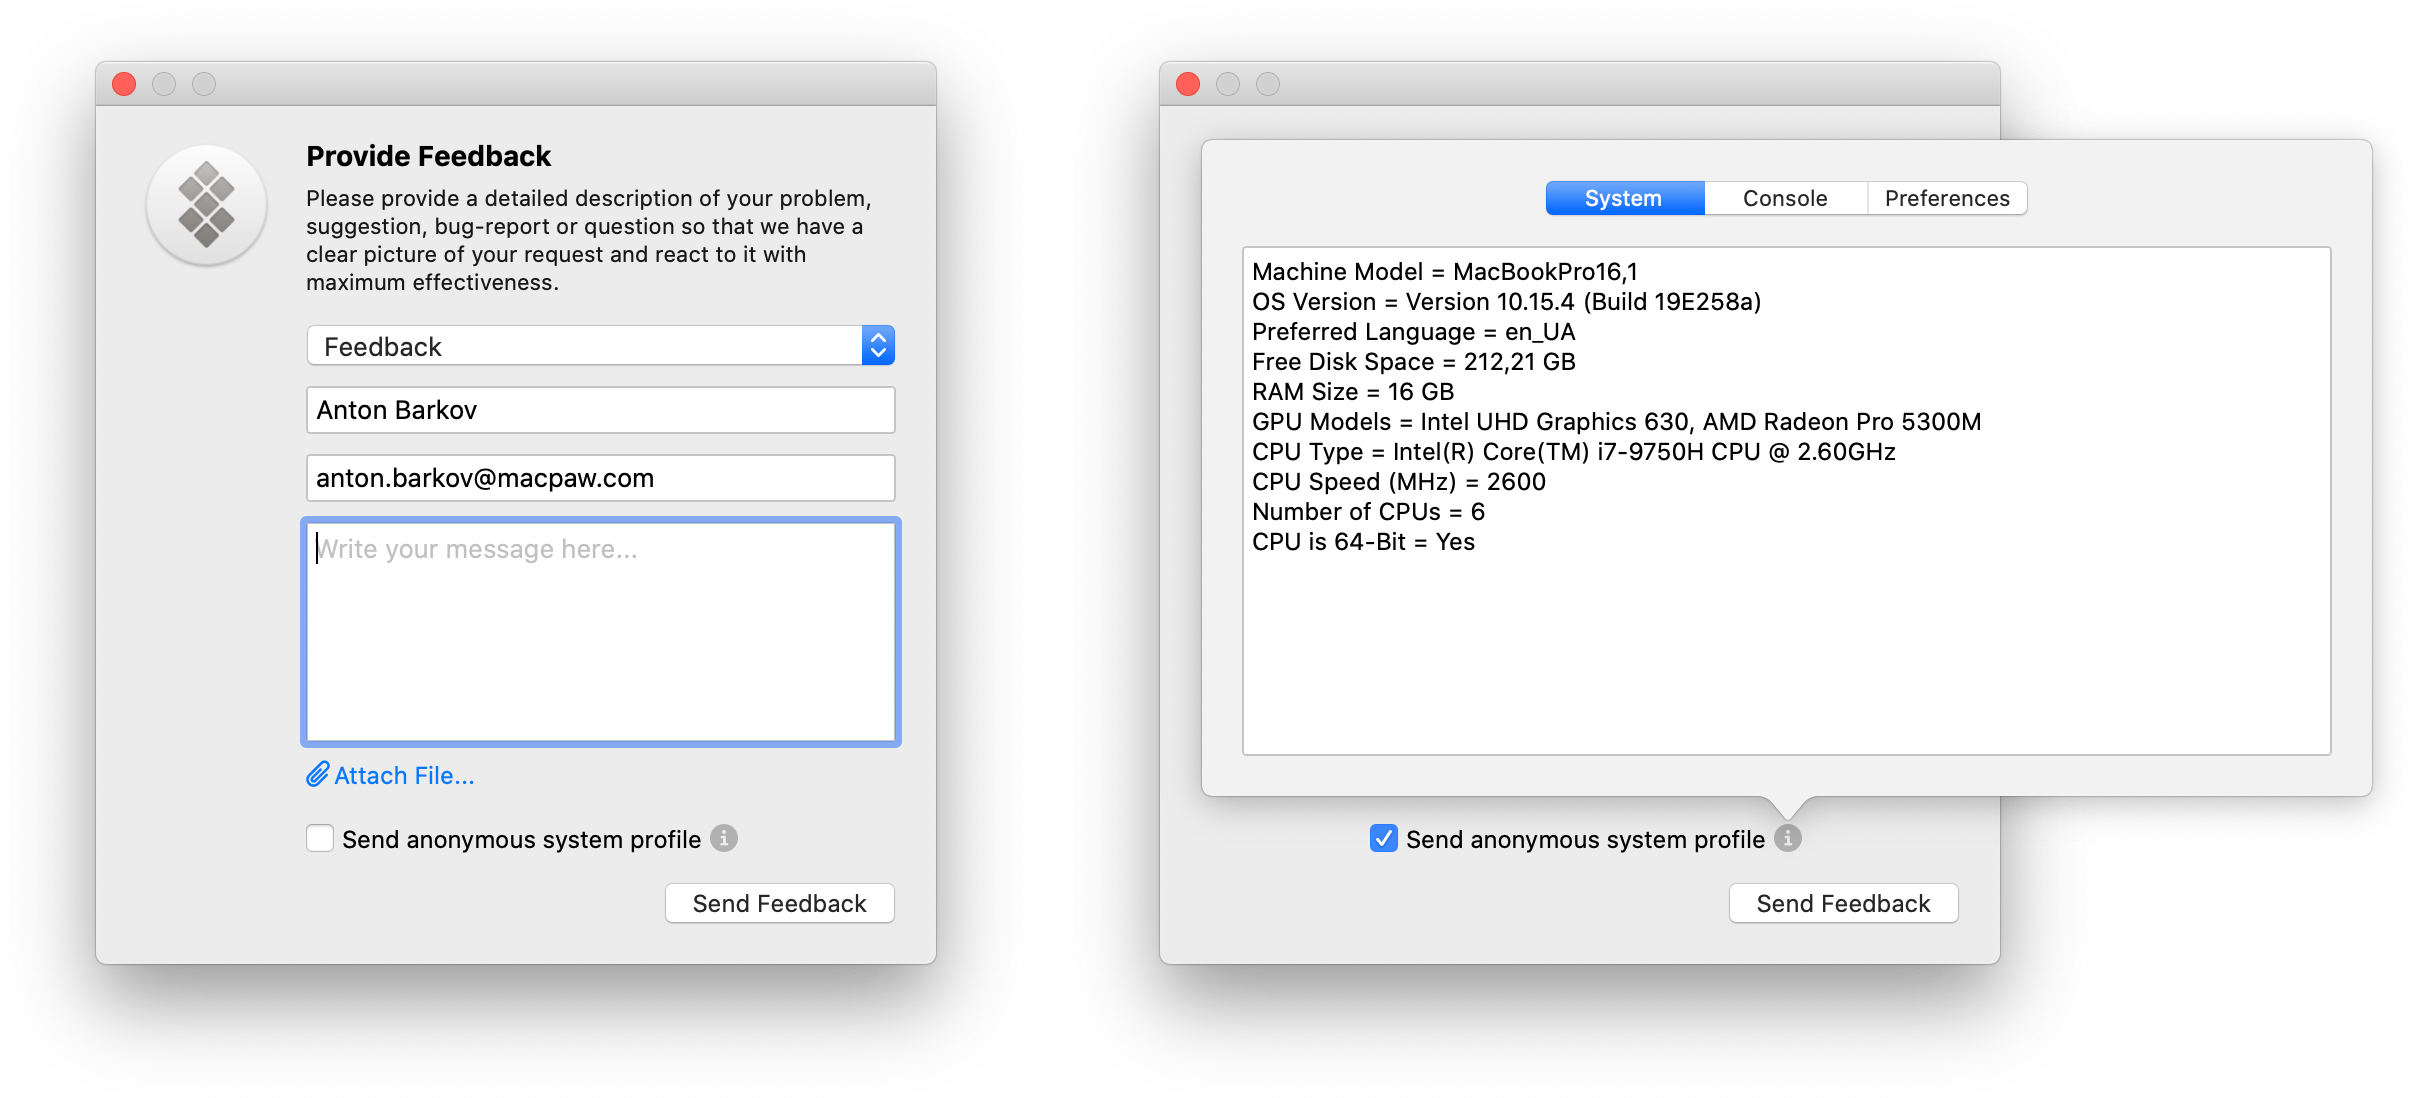 Provide Feedback
Please provide a detailed description of your problem,
suggestion, bug-report or question so that we have a
clear picture of your request and react to it with
maximum effectiveness.
Feedback
Anton Barkov
anton.barkov@macpaw.com
Write your message here...
Attach File...
Send anonymous system profile
Send Feedback
System Console Preferences
Machine Model = MacBookPro16,1
OS Version = Version 10.15.4 (Build 19E258a)
Preferred Language = en_UA
Free Disk Space = 212,21 GB
RAM Size = 16 GB
GPU Models = Intel UHD Graphics 630, AMD Radeon Pro 5300M
CPU Type = Intel(R) Core(TM) i7-9750H CPU @ 2.60GHz
CPU Speed (MHz) = 2600
Number of CPUs = 6
CPU is 64-Bit = Yes
Send anonymous system profile
Send Feedback